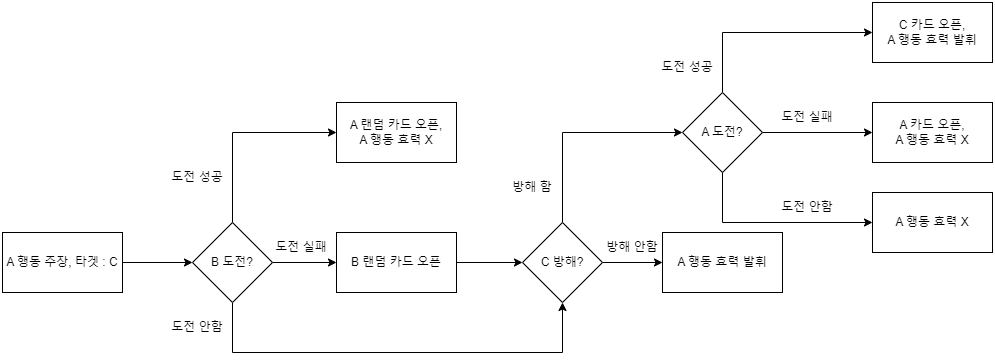 C 카드 오픈,
A 행동 효력 발휘
도전 성공
A 랜덤 카드 오픈,
A 행동 효력 X
A 도전?
도전 실패
A 카드 오픈,
A 행동 효력 X
도전 성공
방해 함
도전 안함
A 행동 효력 X
A 행동 주장, 타겟 : C
B 도전?
도전 실패
B 랜덤 카드 오픈
C 방해?
방해 안함
A 행동 효력 발휘
도전 안함